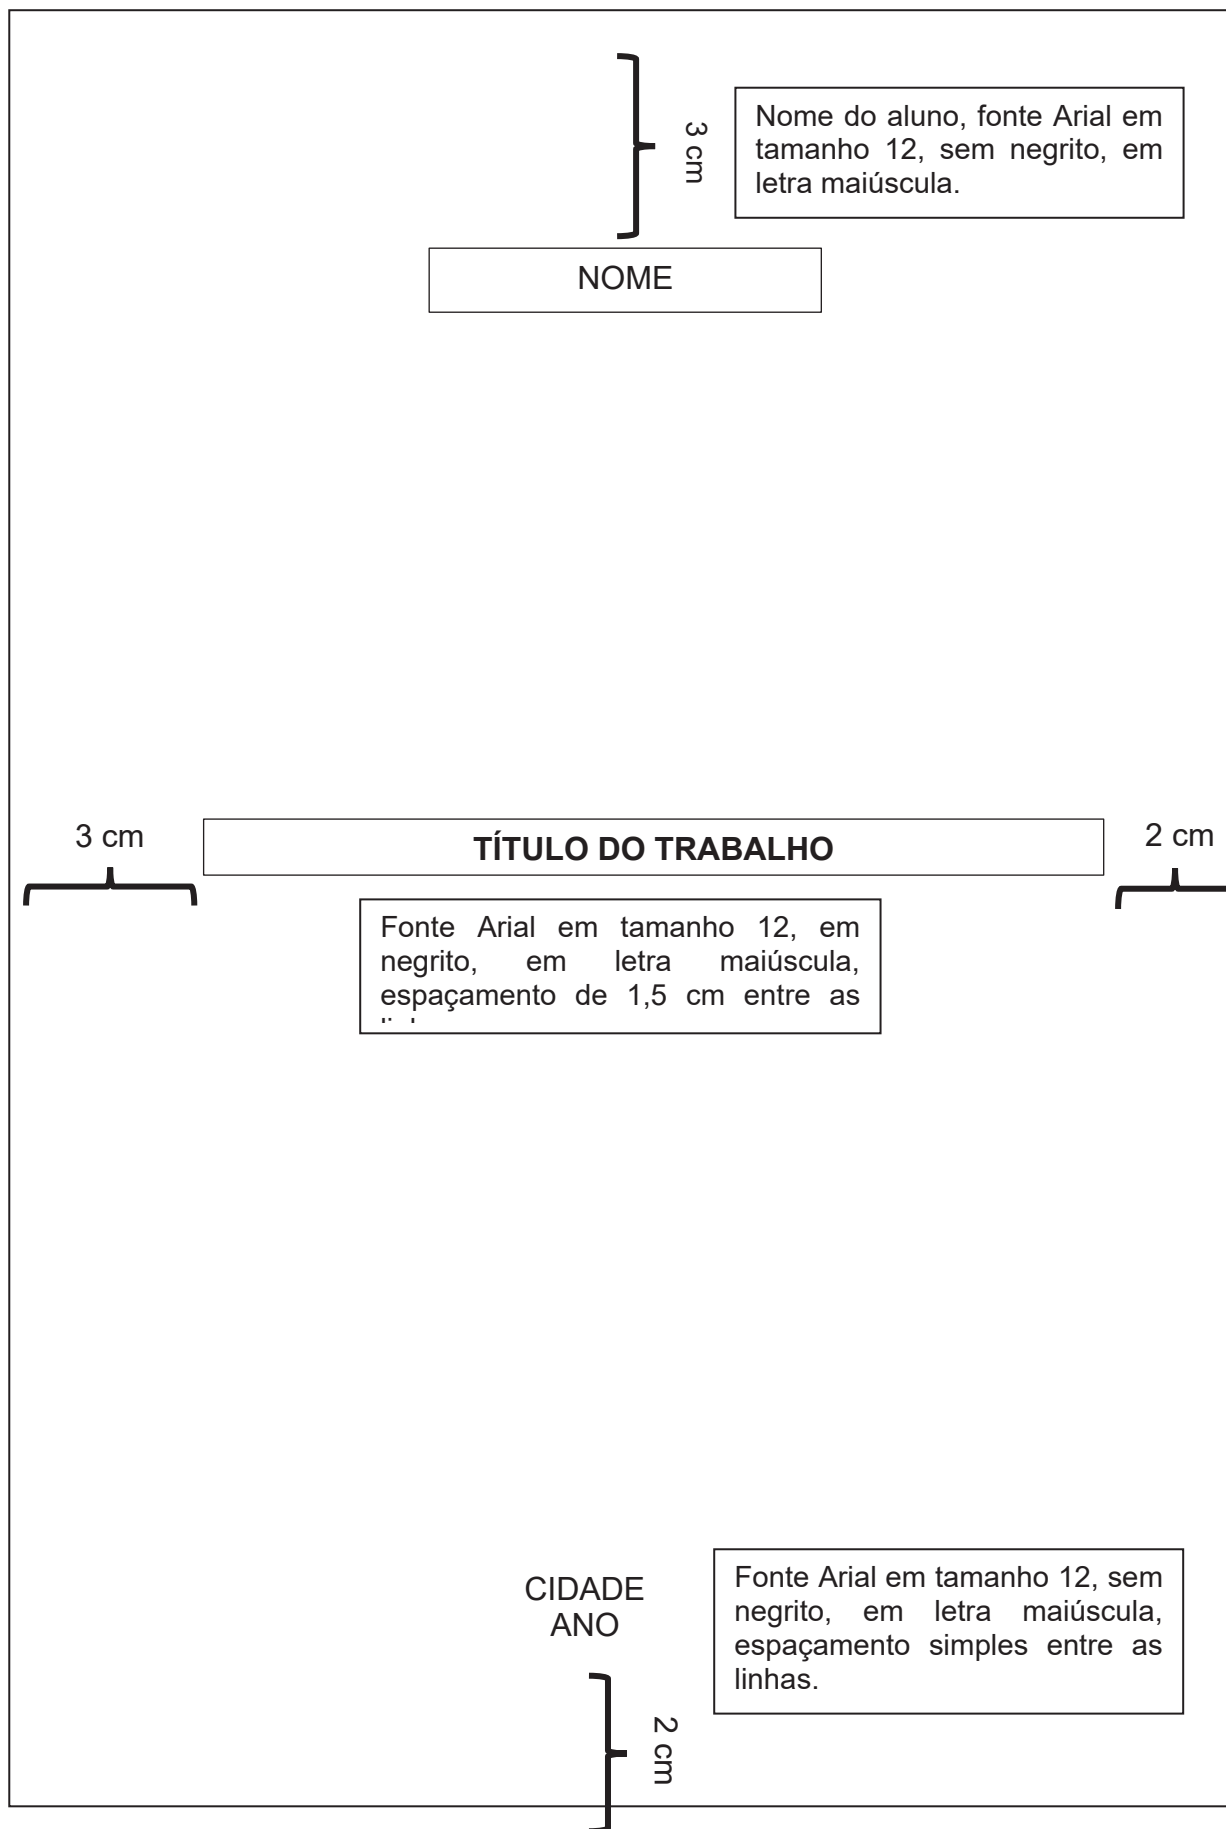 3 cm
Nome do aluno, fonte Arial em
tamanho 12, sem negrito, em
letra maiúscula.
NOME
3 cm
TÍTULO DO TRABALHO
2 cm
Fonte Arial em tamanho 12, em
negrito, em letra maiúscula,
espaçamento de 1,5 cm entre as
CIDADE
ANO
Fonte Arial em tamanho 12, sem
negrito, em letra maiúscula,
espaçamento simples entre as
linhas.
2 cm